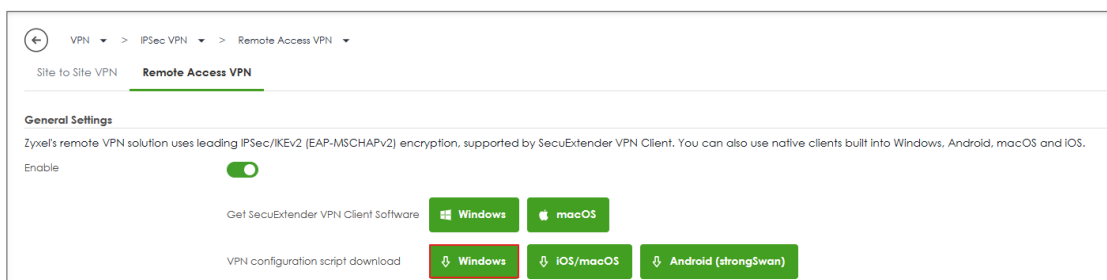 VPN > IPSec VPN > Remote Access VPN
Site to Site VPN Remote Access VPN
General Settings
Zyxel's remote VPN solution uses leading IPSec/IKEv2 (EAP-MSCHAPv2) encryption, supported by SecuExtender VPN Client. You can also use native clients built into Windows, Android, macOS and iOS.
Enable
Get SecuExtender VPN Client Software Windows macOS
VPN configuration script download Windows iOS/macOS Android (strongSwan)